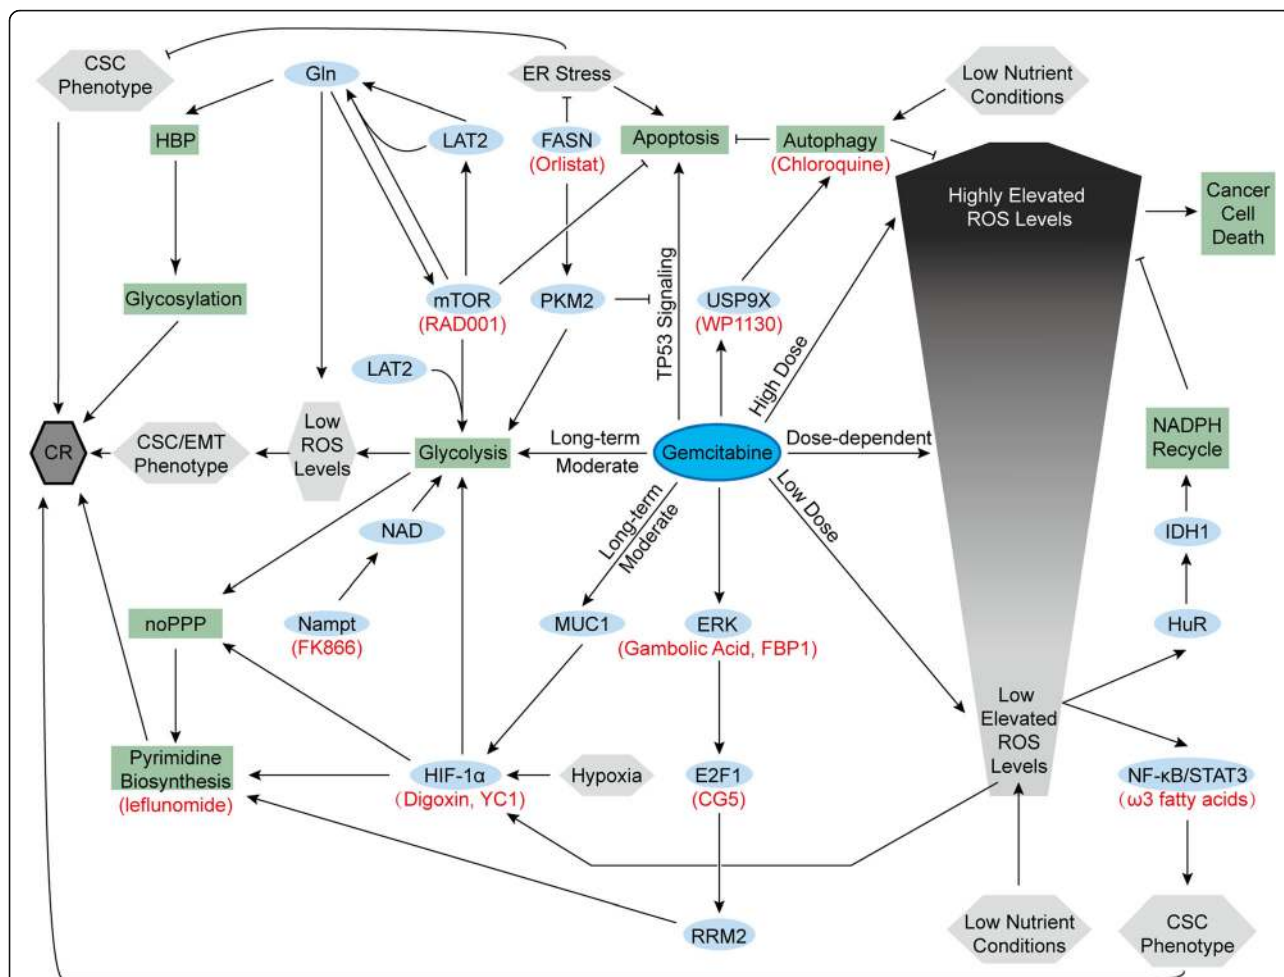 CSC
Phenotype
Gln
ER Stress
Low Nutrient
Conditions
HBP
LAT2
FASN
(Orlistat)
Apoptosis
Autophagy
(Chloroquine)
Highly Elevated
ROS Levels
Cancer
Cell
Death
Glycosylation
mTOR
(RAD001)
PKM2
TP53 Signaling
USP9X
(WP1130)
High Dose
LAT2
CR
CSC/EMT
Phenotype
Low
ROS
Levels
Glycolysis
Long-term
Moderate
Gemcitabine
Dose-dependent
NADPH
Recycle
NAD
Long-term
Moderate
Low Dose
IDH1
noPPP
Nampt
(FK866)
MUC1
ERK
(Gambolic Acid, FBP1)
HuR
Low
Elevated
ROS
Levels
Pyrimidine
Biosynthesis
(leflunomide)
HIF-1α
(Digoxin, YC1)
Hypoxia
E2F1
(CG5)
NF-κB/STAT3
(ω3 fatty acids)
RRM2
Low Nutrient
Conditions
CSC
Phenotype